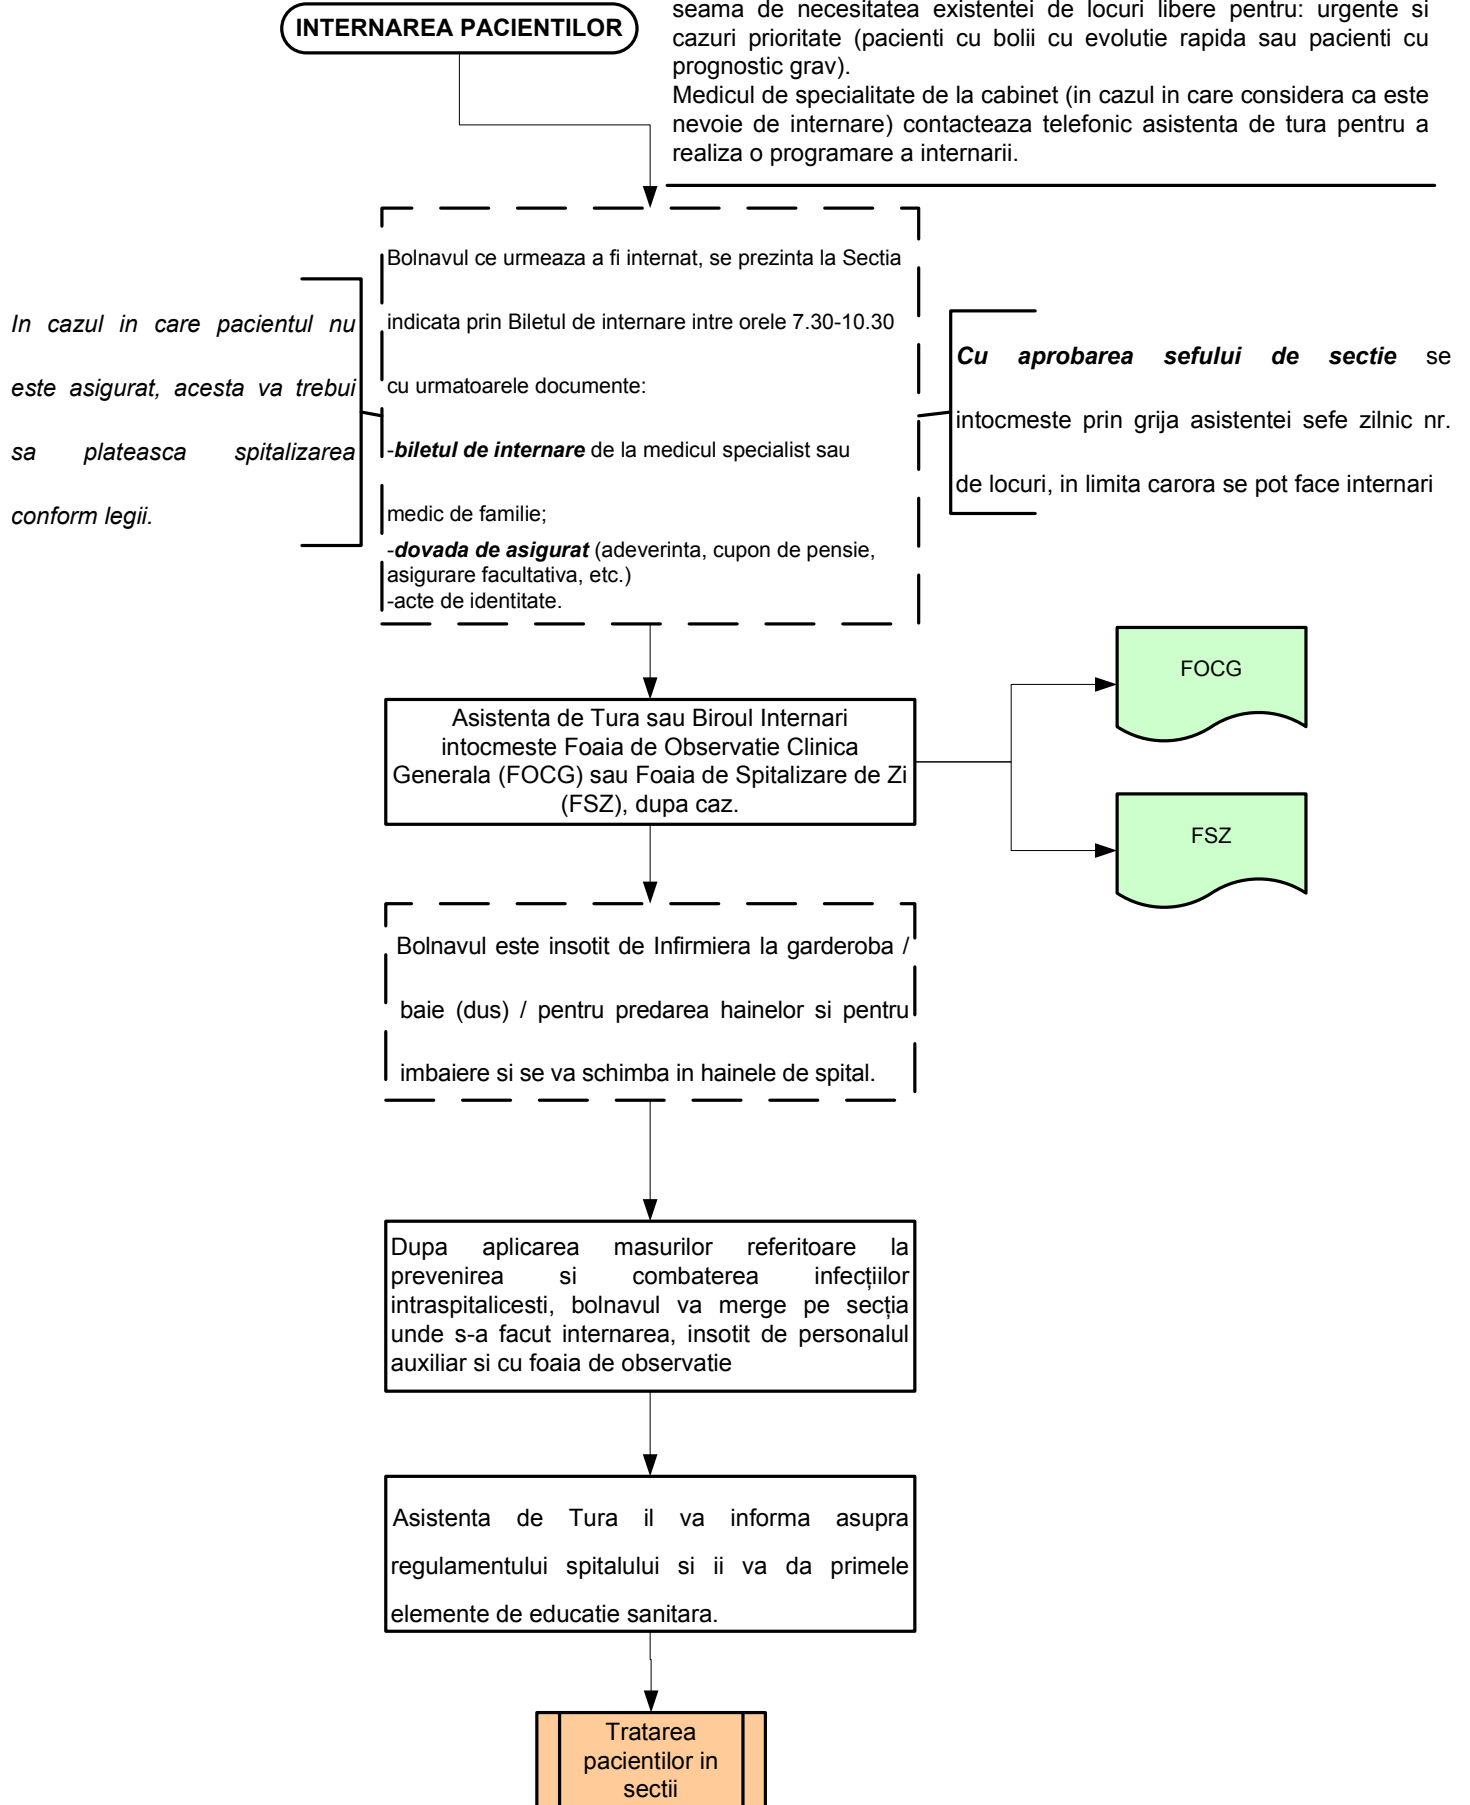 INTERNAREA PACIENTILOR
seama de necesitatea existentei de locuri libere pentru: urgente si
cazuri prioritate (pacienti cu bolii cu evolutie rapida sau pacienti cu
prognostic grav).
Medicul de specialitate de la cabinet (in cazul in care considera ca este
nevoie de internare) contacteaza telefonic asistenta de tura pentru a
realiza o programare a internarii.
In cazul in care pacientul nu
este asigurat, acesta va trebui
sa plateasca spitalizarea
conform legii.
Bolnavul ce urmeaza a fi internat, se prezinta la Sectia
indicata prin Biletul de internare intre orele 7.30-10.30
cu urmatoarele documente:
-biletul de internare de la medicul specialist sau
medic de familie;
-dovada de asigurat (adeverinta, cupon de pensie,
asigurare facultativa, etc.)
-acte de identitate.
Cu aprobarea sefului de sectie se
intocmeste prin grija asistentei sefe zilnic nr.
de locuri, in limita carora se pot face internari
Asistenta de Tura sau Biroul Internari
intocmeste Foaia de Observatie Clinica
Generala (FOCG) sau Foaia de Spitalizare de Zi
(FSZ), dupa caz.
FOCG
FSZ
Bolnavul este insotit de Infirmiera la garderoba /
baie (dus) / pentru predarea hainelor si pentru
imbaiere si se va schimba in hainele de spital.
Dupa aplicarea masurilor referitoare la
prevenirea si combaterea infecțiilor
intraspitalicesti, bolnavul va merge pe secția
unde s-a facut internarea, insotit de personalul
auxiliar si cu foaia de observatie
Asistenta de Tura il va informa asupra
regulamentului spitalului si ii va da primele
elemente de educatie sanitara.
Tratarea
pacientilor in
sectii